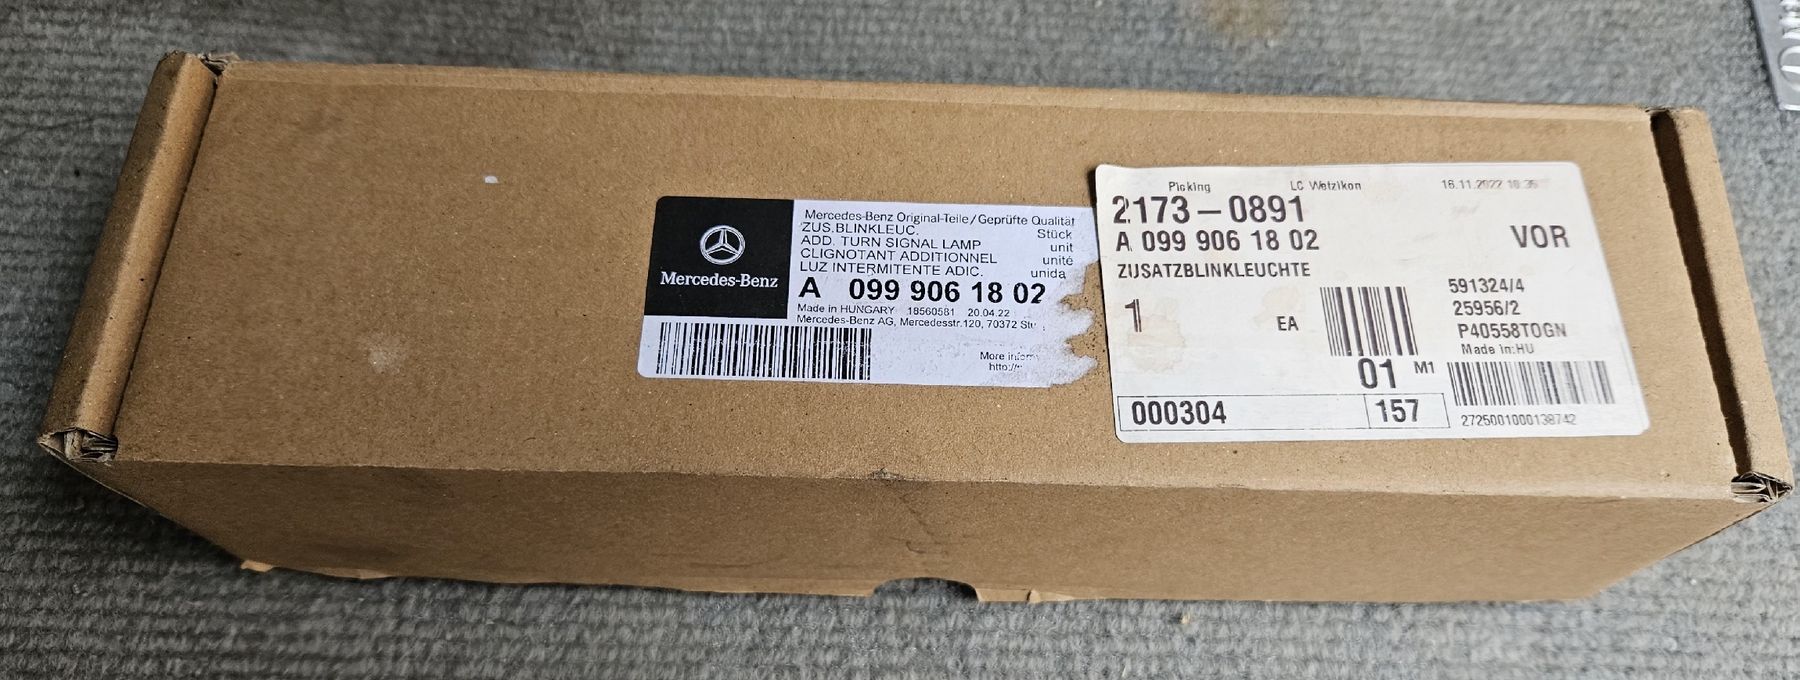 Mercedes-Benz
Mercedes-Benz Original-Teile/Geprüfte Qualität
ZUS.BLINKLEUC. Stück
ADD. TURN SIGNAL LAMP unit
CLIGNOTANT ADDITIONNEL unité
LUZ INTERMITENTE ADIC. unida
A 099 906 18 02
Made in HUNGARY 18560581 20.04.22
Mercedes-Benz AG, Mercedesstr.120, 70372
More
Picking LC Wetzikon 16.11.2022
2173-0891
A 099 906 18 02
VOR
ZUSATZBLINKLEUCHTE
1
EA
01 M1
591324/4
25956/2
P40558TOGN
Made in:HU
000304
157
2725001000138742